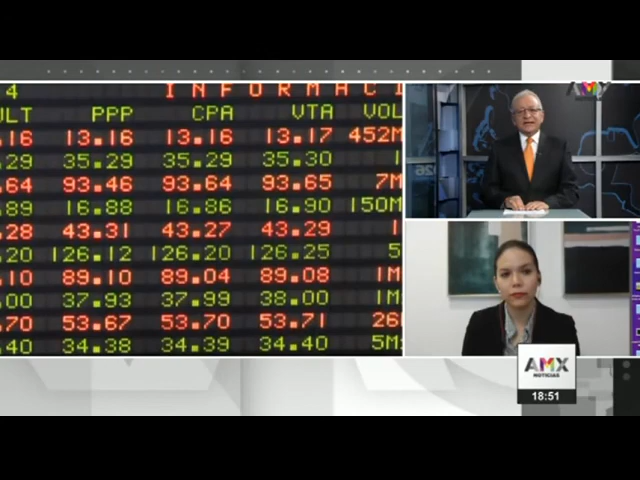 4 INFORMACI
ULT PPP CPA VTA VOL
.16 13.16 13.16 13.17 452M
.29 35.29 35.29 35.30 1
.64 93.46 93.64 93.65 7M
.89 16.88 16.86 16.90 150M
.28 43.31 43.27 43.29 1
.20 126.12 126.20 126.25 5
.10 89.10 89.04 89.08 1M
.00 37.93 37.99 38.00 1M
.70 53.67 53.70 53.71 26
.40 34.38 34.39 34.40 5M
AMX
AMX
NOTICIAS
18:51